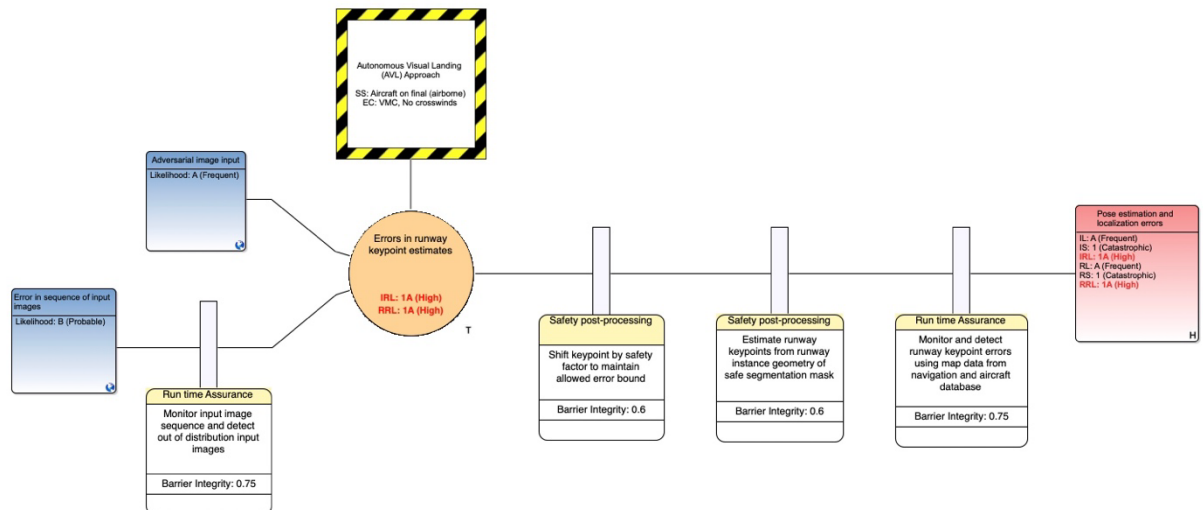 Autonomous Visual Landing
(AVL) Approach
SS: Aircraft on final (airborne)
EC: VMC, No crosswinds
Adversarial image input
Likelihood: A (Frequent)
Error in sequence of input
images
Likelihood: B (Probable)
Run time Assurance
Monitor input image
sequence and detect
out of distribution input
images
Barrier Integrity: 0.75
Errors in runway
keypoint estimates
IRL: 1A (High)
RRL: 1A (High)
T
Safety post-processing
Shift keypoint by safety
factor to maintain
allowed error bound
Barrier Integrity: 0.6
Safety post-processing
Estimate runway
keypoints from runway
instance geometry of
safe segmentation mask
Barrier Integrity: 0.6
Run time Assurance
Monitor and detect
runway keypoint errors
using map data from
navigation and aircraft
database
Barrier Integrity: 0.75
Pose estimation and
localization errors
IL: A (Frequent)
IS: 1 (Catastrophic)
IRL: 1A (High)
RL: A (Frequent)
RS: 1 (Catastrophic)
RRL: 1A (High)
H